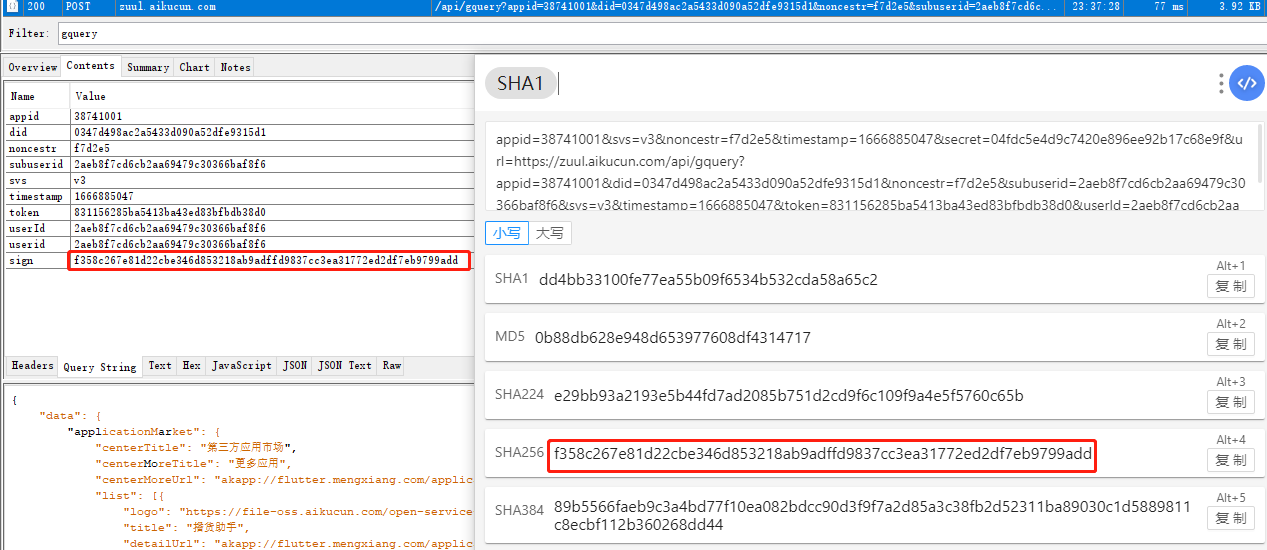 200 POST zuul.aikucun.com /api/gquery?appid=38741001&did=0347d498ac2a5433d090a52dfe9315d1&noncestr=f7d2e5&subuserid=2aeb8f7cd6c... 23:37:28 77 ms 3.92 KB
Filter: gquery
Overview Contents Summary Chart Notes
Name Value
appid 38741001
did 0347d498ac2a5433d090a52dfe9315d1
noncestr f7d2e5
subuserid 2aeb8f7cd6cb2aa69479c30366baf8f6
svs v3
timestamp 1666885047
token 831156285ba5413ba43ed83bfbdb38d0
userId 2aeb8f7cd6cb2aa69479c30366baf8f6
userid 2aeb8f7cd6cb2aa69479c30366baf8f6
sign f358c267e81d22cbe346d853218ab9adffd9837cc3ea31772ed2df7eb9799add
Headers Query String Text Hex JavaScript JSON JSON Text Raw
{
"data": {
"applicationMarket": {
"centerTitle": "第三方应用市场",
"centerMoreTitle": "更多应用",
"centerMoreUrl": "akapp://flutter.mengxiang.com/applic
"list": [{
"logo": "https://file-oss.aikucun.com/open-service
"title": "撸货助手",
"detailUrl": "akapp://flutter.mengxiang.com/applic
SHA1
appid=38741001&svs=v3&noncestr=f7d2e5&timestamp=1666885047&secret=04fdc5e4d9c7420e896ee92b17c68e9f&u
rl=https://zuul.aikucun.com/api/gquery?
appid=38741001&did=0347d498ac2a5433d090a52dfe9315d1&noncestr=f7d2e5&subuserid=2aeb8f7cd6cb2aa69479c30
366baf8f6&svs=v3&timestamp=1666885047&token=831156285ba5413ba43ed83bfbdb38d0&userId=2aeb8f7cd6cb2aa
小写 大写
SHA1 dd4bb33100fe77ea55b09f6534b532cda58a65c2 Alt+1 复 制
MD5 0b88db628e948d653977608df4314717 Alt+2 复 制
SHA224 e29bb93a2193e5b44fd7ad2085b751d2cd9f6c109f9a4e5f5760c65b Alt+3 复 制
SHA256 f358c267e81d22cbe346d853218ab9adffd9837cc3ea31772ed2df7eb9799add Alt+4 复 制
SHA384 89b5566faeb9c3a4bd77f10ea082bdcc90d3f9f7a2d85a3c38fb2d52311ba89030c1d5889811 Alt+5
c8ecbf112b360268dd44 复 制